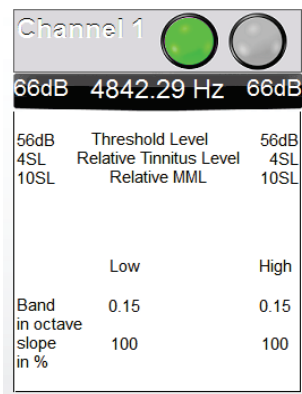 Channel 1
66dB 4842.29 Hz 66dB
56dB Threshold Level 56dB
4SL Relative Tinnitus Level 4SL
10SL Relative MML 10SL
Low High
Band 0.15 0.15
in octave
slope 100 100
in %